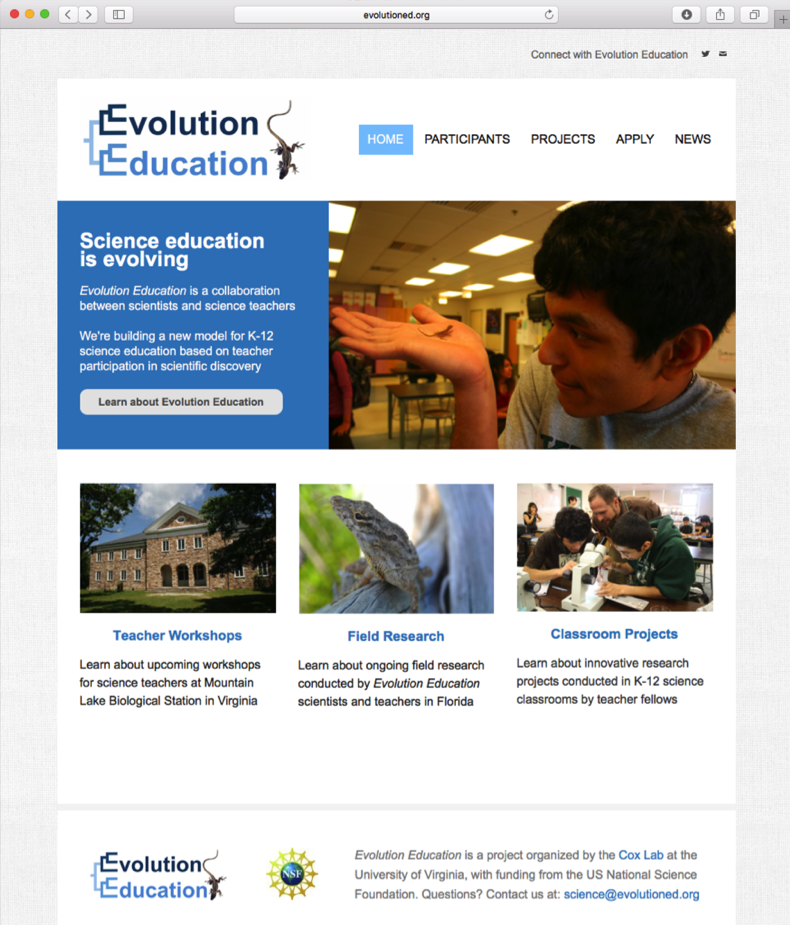 evolutioned.org
Connect with Evolution Education
Evolution
Education
HOME PARTICIPANTS PROJECTS APPLY NEWS
Science education
is evolving
Evolution Education is a collaboration
between scientists and science teachers
We're building a new model for K-12
science education based on teacher
participation in scientific discovery
Learn about Evolution Education
Teacher Workshops
Learn about upcoming workshops
for science teachers at Mountain
Lake Biological Station in Virginia
Field Research
Learn about ongoing field research
conducted by Evolution Education
scientists and teachers in Florida
Classroom Projects
Learn about innovative research
projects conducted in K-12 science
classrooms by teacher fellows
Evolution
Education
NSF
Evolution Education is a project organized by the Cox Lab at the
University of Virginia, with funding from the US National Science
Foundation. Questions? Contact us at: science@evolutioned.org